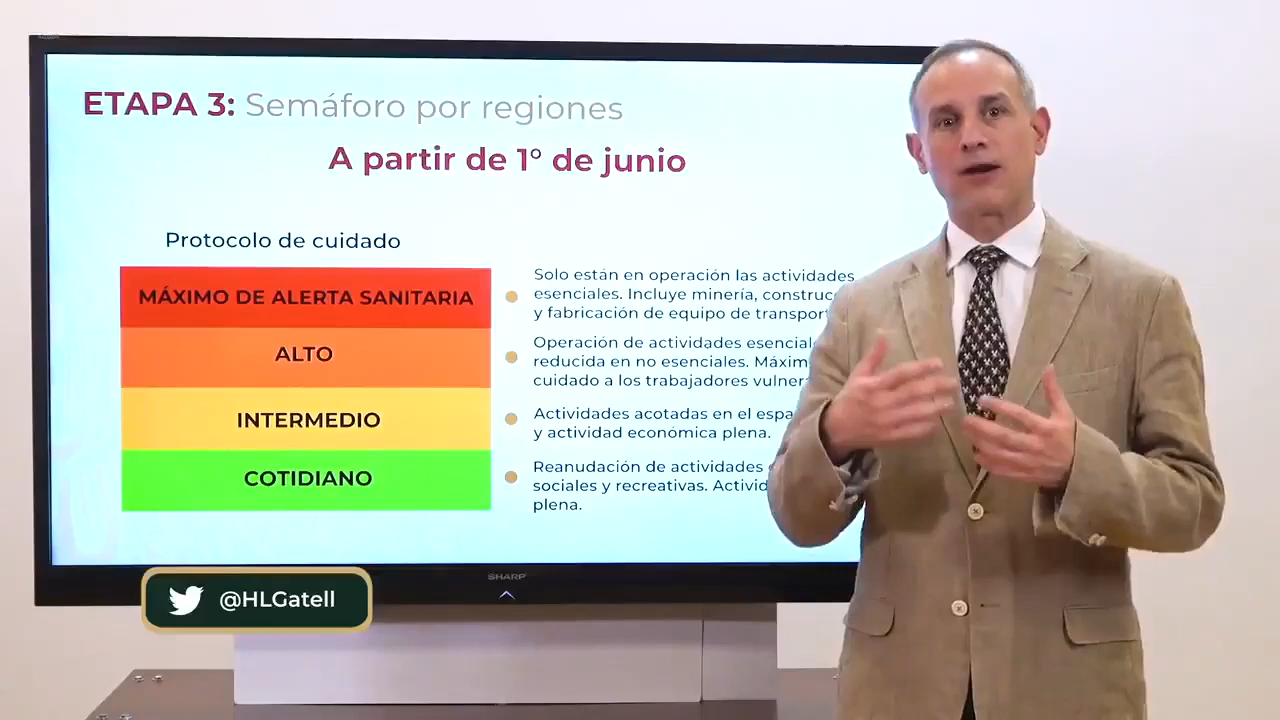 ETAPA 3: Semáforo por regiones
A partir de 1° de junio
Protocolo de cuidado
MÁXIMO DE ALERTA SANITARIA
Solo están en operación las actividades
esenciales. Incluye minería,
y fabricación de equipo de
ALTO
Operación de actividades
reducida en no esenciales.
cuidado a los trabajadores
INTERMEDIO
Actividades acotadas en el
y actividad económica plena.
COTIDIANO
Reanudación de actividades
sociales y recreativas.
plena.
SHARP
@HLGatell